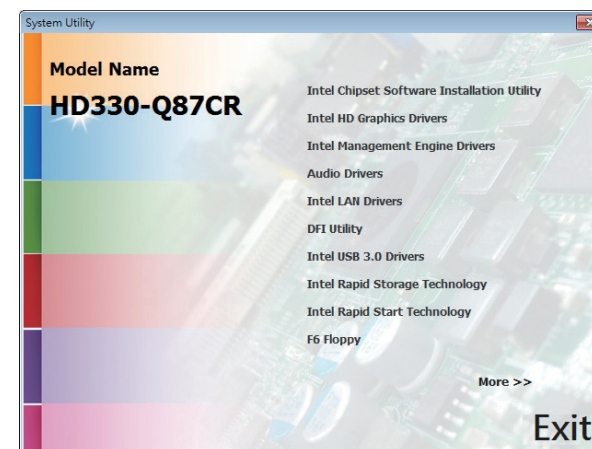 System Utility
Model Name
HD330-Q87CR
Intel Chipset Software Installation Utility
Intel HD Graphics Drivers
Intel Management Engine Drivers
Audio Drivers
Intel LAN Drivers
DFI Utility
Intel USB 3.0 Drivers
Intel Rapid Storage Technology
Intel Rapid Start Technology
F6 Floppy
More >>
Exit